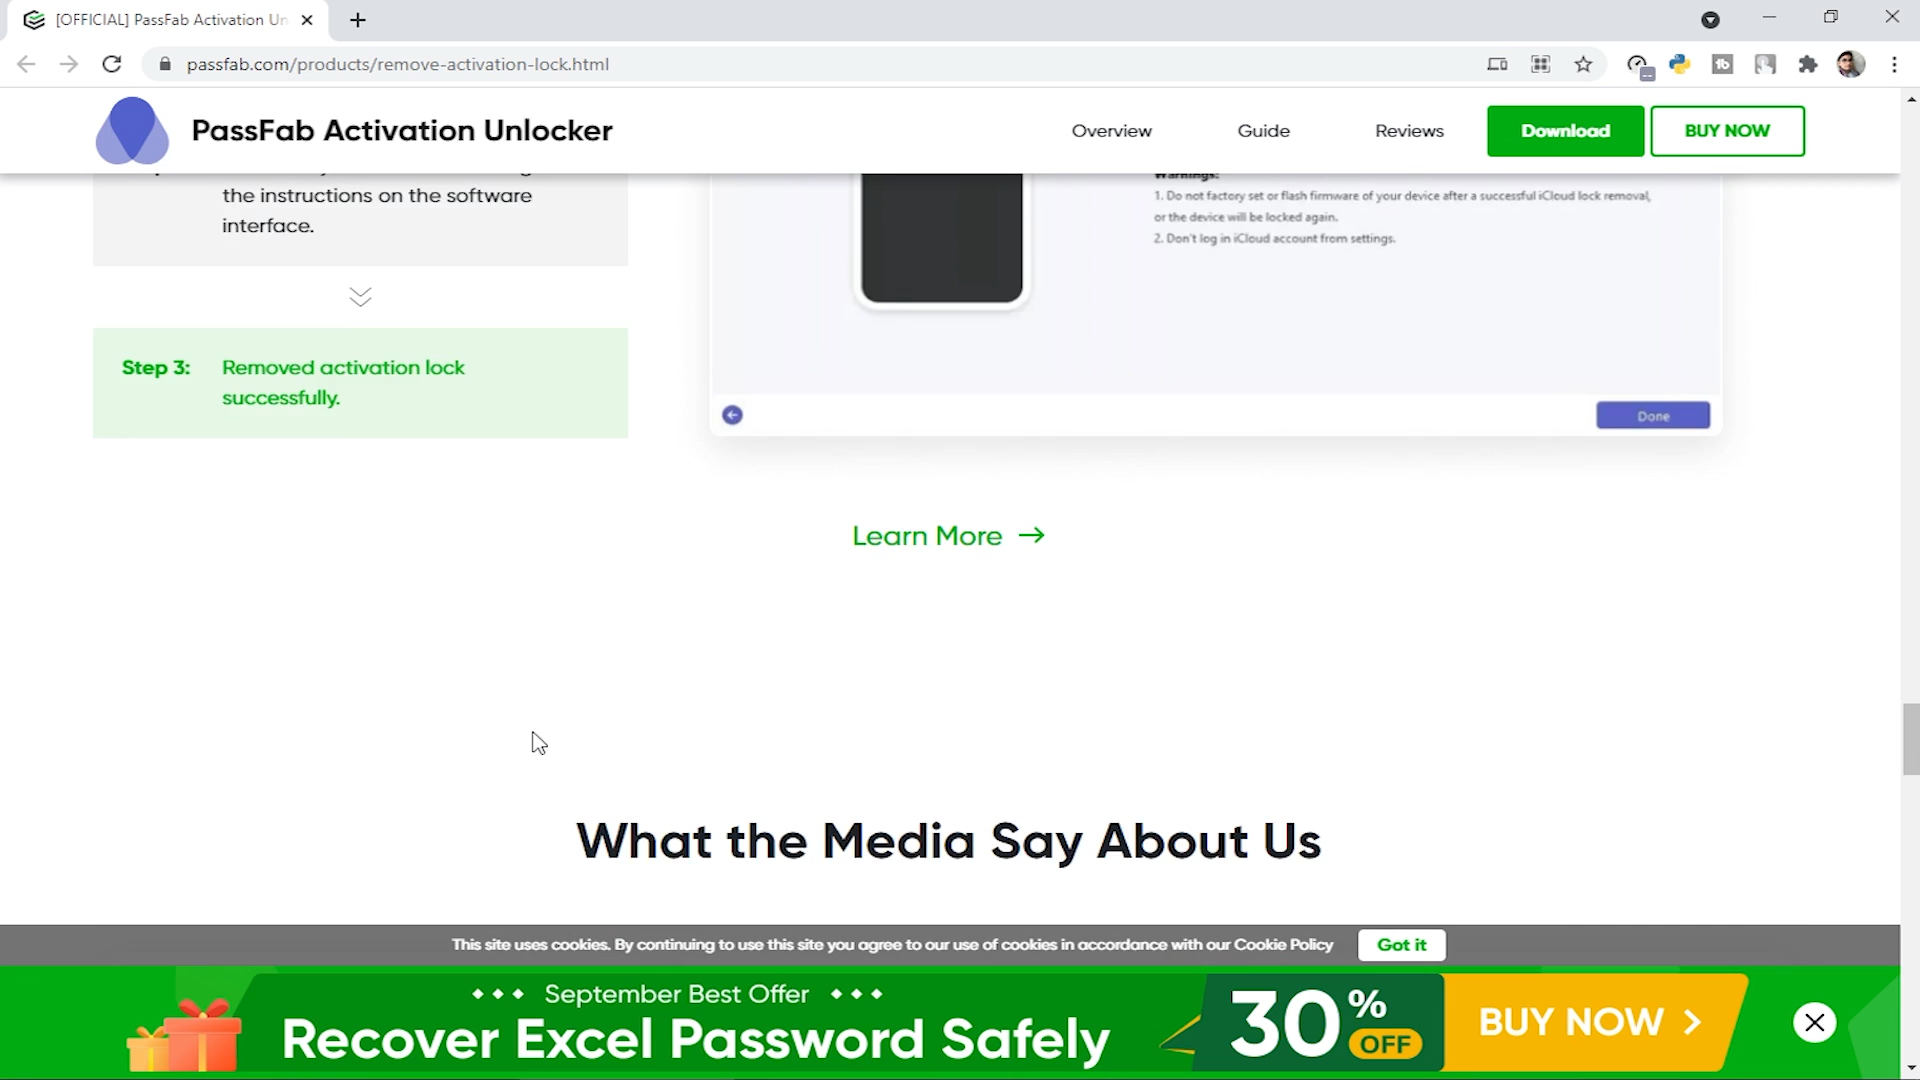 [OFFICIAL] PassFab Activation Un
passfab.com/products/remove-activation-lock.html
PassFab Activation Unlocker
Overview
Guide
Reviews
Download
BUY NOW
the instructions on the software
interface.
Step 3:
Removed activation lock
successfully.
Warnings:
1. Do not factory set or flash firmware of your device after a successful iCloud lock removal,
or the device will be locked again.
2. Don't log in iCloud account from settings.
Done
Learn More
What the Media Say About Us
This site uses cookies. By continuing to use this site you agree to our use of cookies in accordance with our Cookie Policy
Got it
September Best Offer
Recover Excel Password Safely
30%
OFF
BUY NOW